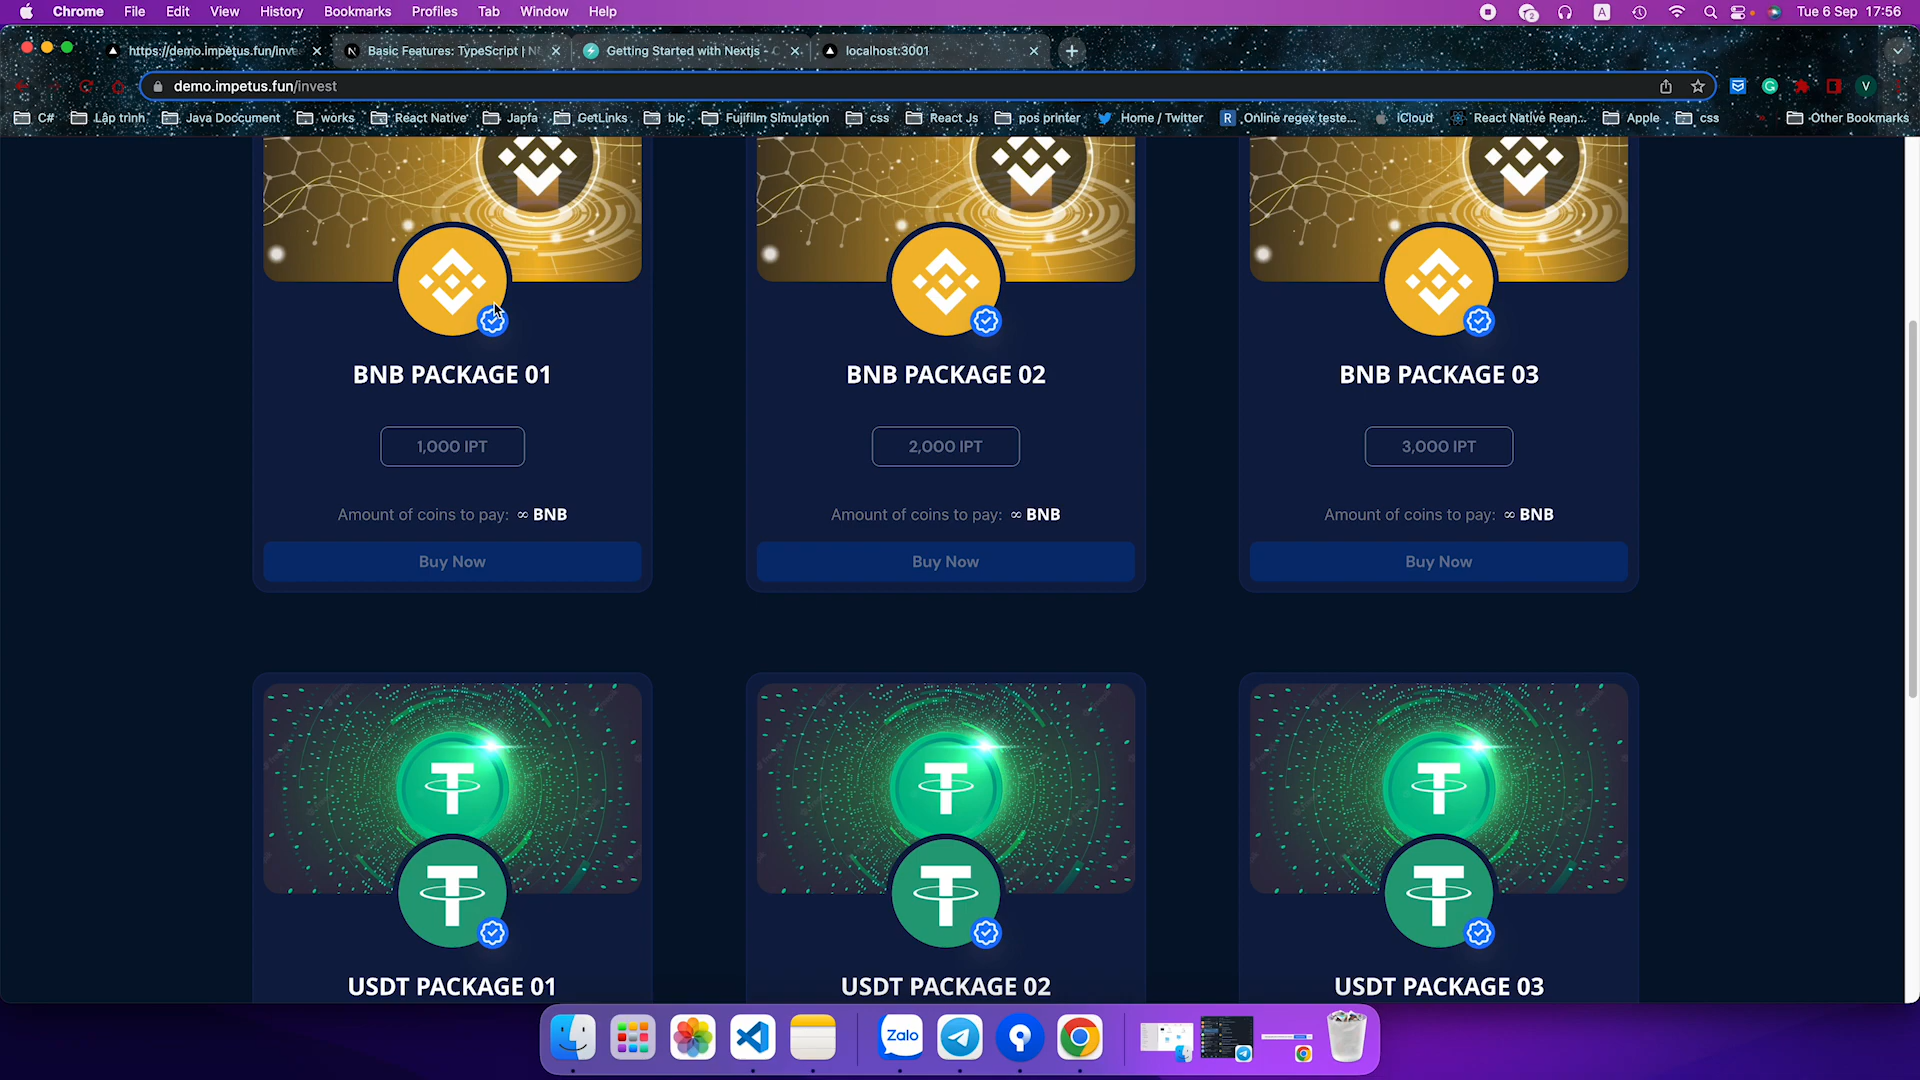 Chrome File Edit View History Bookmarks Profiles Tab Window Help
A Tue 6 Sep 17:56
https://demo.impetus.fun/inve
Basic Features: TypeScript | N
Getting Started with Nextjs -
localhost:3001
demo.impetus.fun/invest
V
C#
Lập trình
Java Doccument
works
React Native
Japfa
GetLinks
blc
Fujifilm Simulation
css
React Js
pos printer
Home / Twitter
R
Online regex teste...
iCloud
React Native Rean...
Apple
css
Other Bookmarks
BNB PACKAGE 01
1,000 IPT
Amount of coins to pay: ∞ BNB
Buy Now
BNB PACKAGE 02
2,000 IPT
Amount of coins to pay: ∞ BNB
Buy Now
BNB PACKAGE 03
3,000 IPT
Amount of coins to pay: ∞ BNB
Buy Now
USDT PACKAGE 01
USDT PACKAGE 02
USDT PACKAGE 03
Zalo